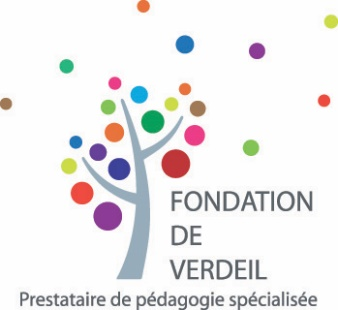 FONDATION
DE
VERDEIL
Prestataire de pédagogie spécialisée